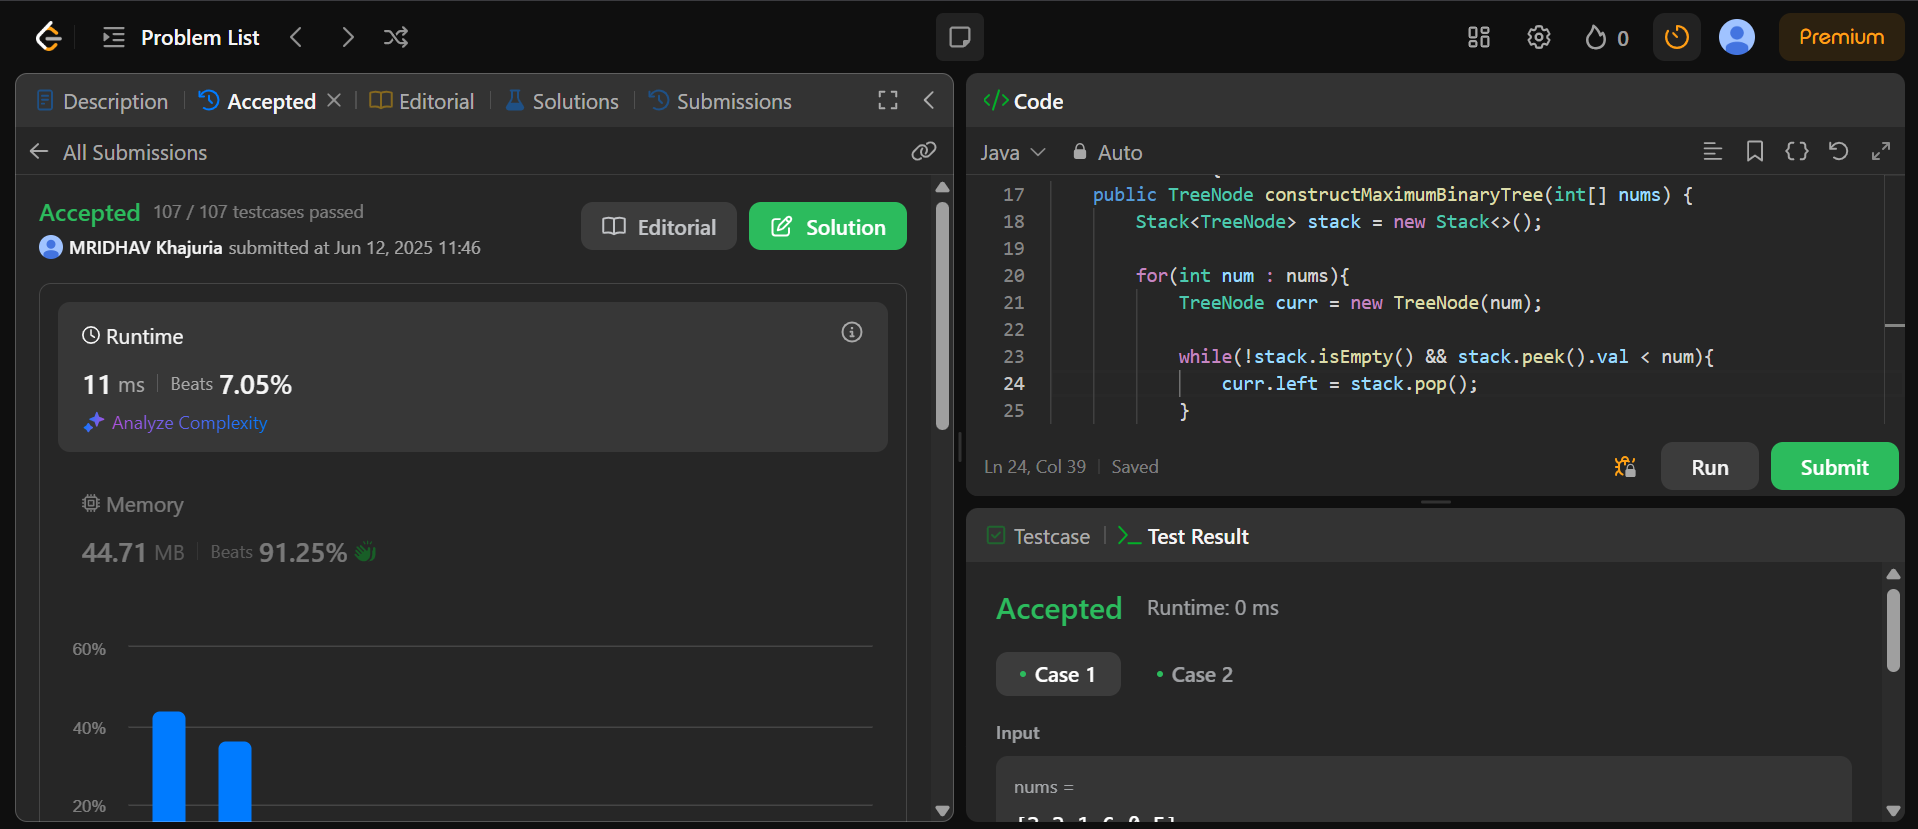 Problem List
0
Premium
Description
Accepted
Editorial
Solutions
Submissions
All Submissions
Accepted 107 / 107 testcases passed
MRIDHAV Khajuria submitted at Jun 12, 2025 11:46
Editorial
Solution
Runtime
11 ms Beats 7.05%
Analyze Complexity
Memory
44.71 MB Beats 91.25%
60%
40%
20%
</> Code
Java Auto
17 public TreeNode constructMaximumBinaryTree(int[] nums) {
18 Stack<TreeNode> stack = new Stack<>();
19
20 for(int num : nums){
21 TreeNode curr = new TreeNode(num);
22
23 while(!stack.isEmpty() && stack.peek().val < num){
24 curr.left = stack.pop();
25 }
Ln 24, Col 39 Saved
Run
Submit
Testcase
Test Result
Accepted Runtime: 0 ms
Case 1
Case 2
Input
nums =